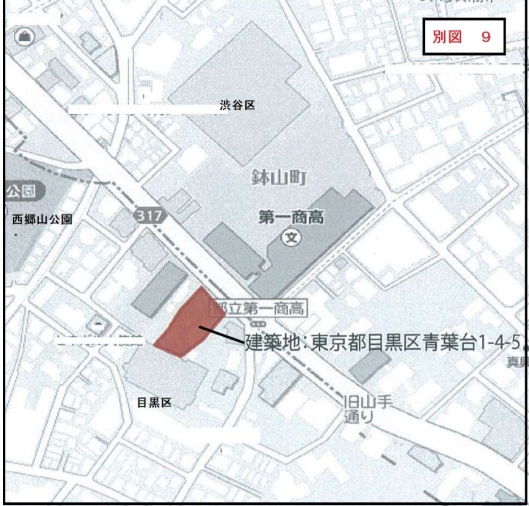 別図 9
渋谷区
鉢山町
公園
西郷山公園
317
第一商高
文
都立第一商高
建築地:東京都目黒区青葉台1-4-5
目黒区
旧山手
通り